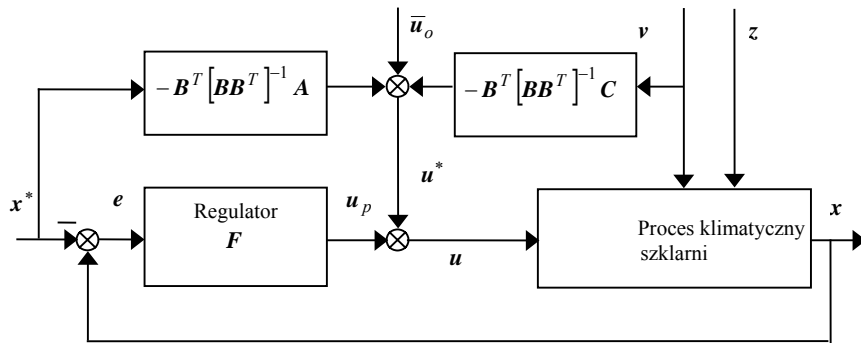 ū_o
v
z
- B^T [BB^T]^{-1} A
- B^T [BB^T]^{-1} C
u*
x*
e
Regulator
F
u_p
u
Proces klimatyczny
szklarni
x